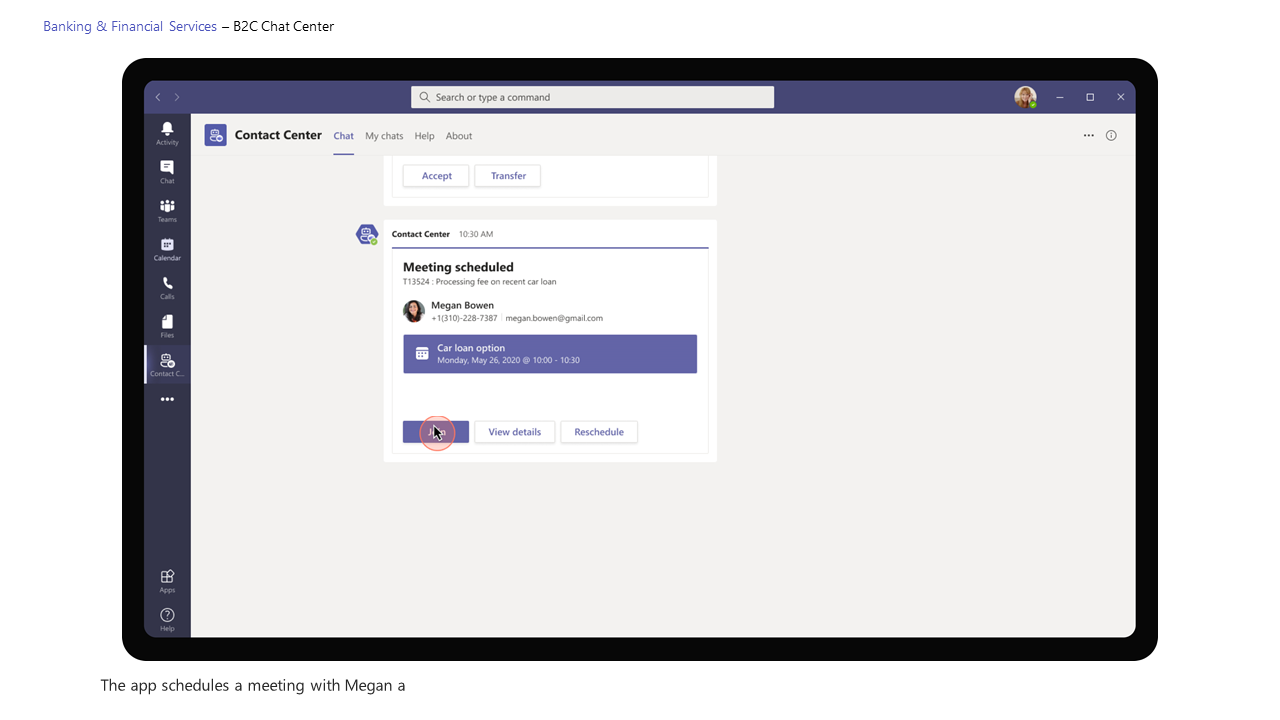 Banking & Financial Services – B2C Chat Center
Search or type a command
Activity
Chat
Teams
Calendar
Calls
Files
Contact C...
Apps
Help
Contact Center Chat My chats Help About
Accept Transfer
Contact Center 10:30 AM
Meeting scheduled
T13524 : Processing fee on recent car loan
Megan Bowen
+1(310)-228-7387 megan.bowen@gmail.com
Car loan option
Monday, May 26, 2020 @ 10:00 - 10:30
View details Reschedule
The app schedules a meeting with Megan a